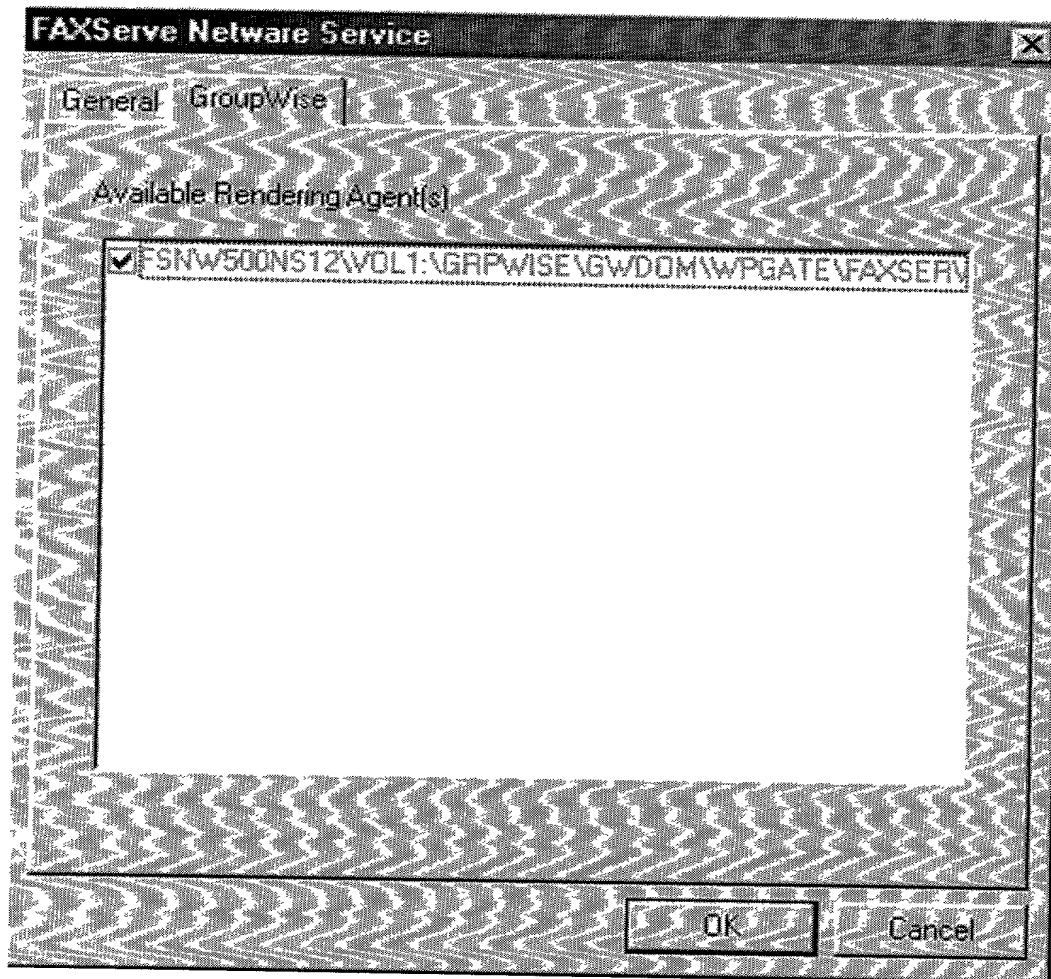 FAXServe Netware Service
General GroupWise
Available Rendering Agent(s)
FSNW500NS12\VOL1:\GRPWISE\GWDOM\WPGATE\FAXSERV
OK Cancel